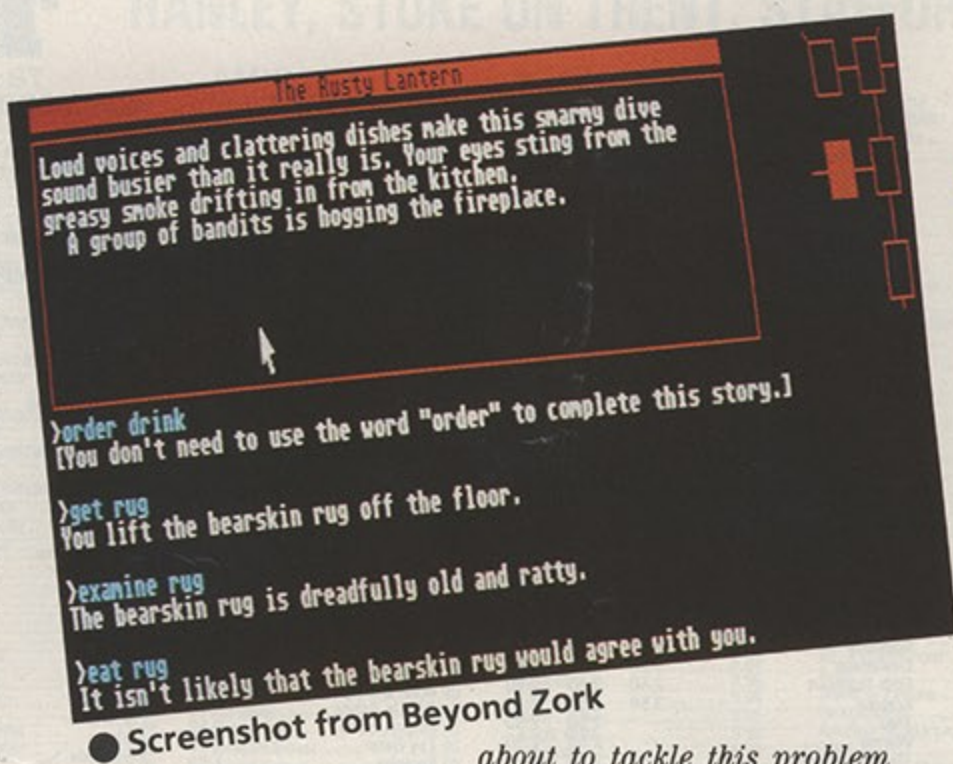 HANLEY, STOKE ON TRENT,
The Rusty Lantern
Loud voices and clattering dishes make this smarmy dive
sound busier than it really is. Your eyes sting from the
greasy smoke drifting in from the kitchen.
A group of bandits is hogging the fireplace.
>order drink
[You don't need to use the word "order" to complete this story.]
>get rug
You lift the bearskin rug off the floor.
>examine rug
The bearskin rug is dreadfully old and ratty.
>eat rug
It isn't likely that the bearskin rug would agree with you.
● Screenshot from Beyond Zork
about to tackle this problem